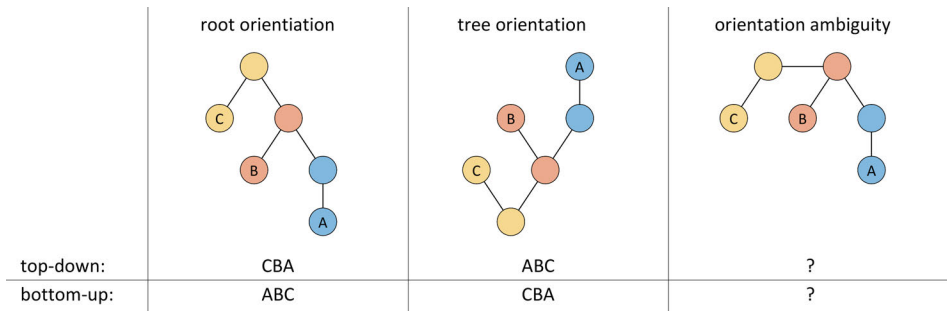 root orientiation tree orientation orientation ambiguity
A
C B B C B
C A
A
top-down: CBA ABC ?
bottom-up: ABC CBA ?